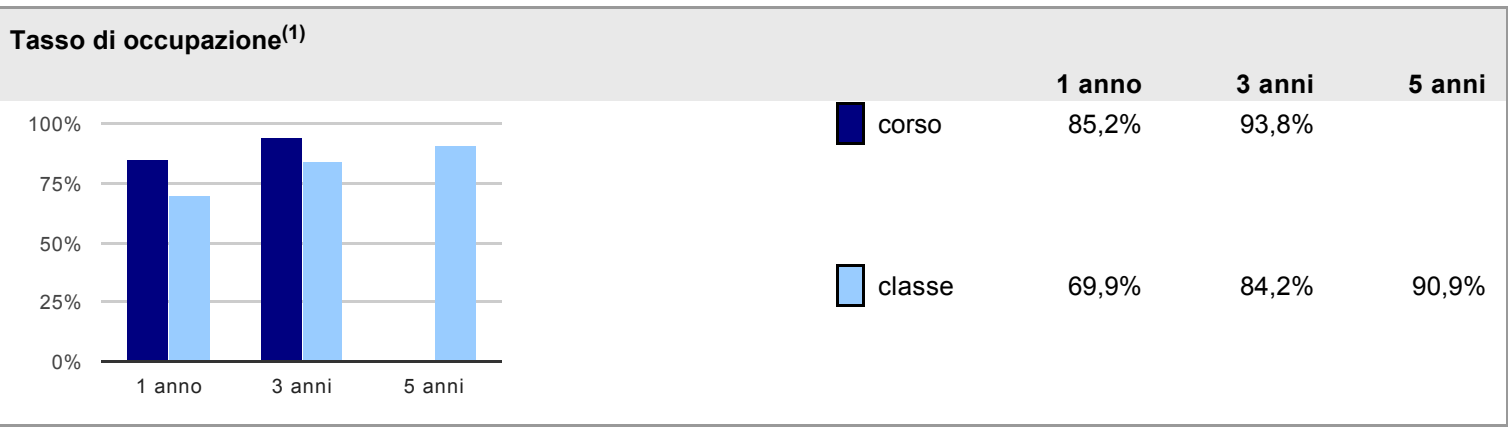 Tasso di occupazione(1)
1 anno 3 anni 5 anni
corso 85,2% 93,8%
classe 69,9% 84,2% 90,9%
100%
75%
50%
25%
0%
1 anno 3 anni 5 anni